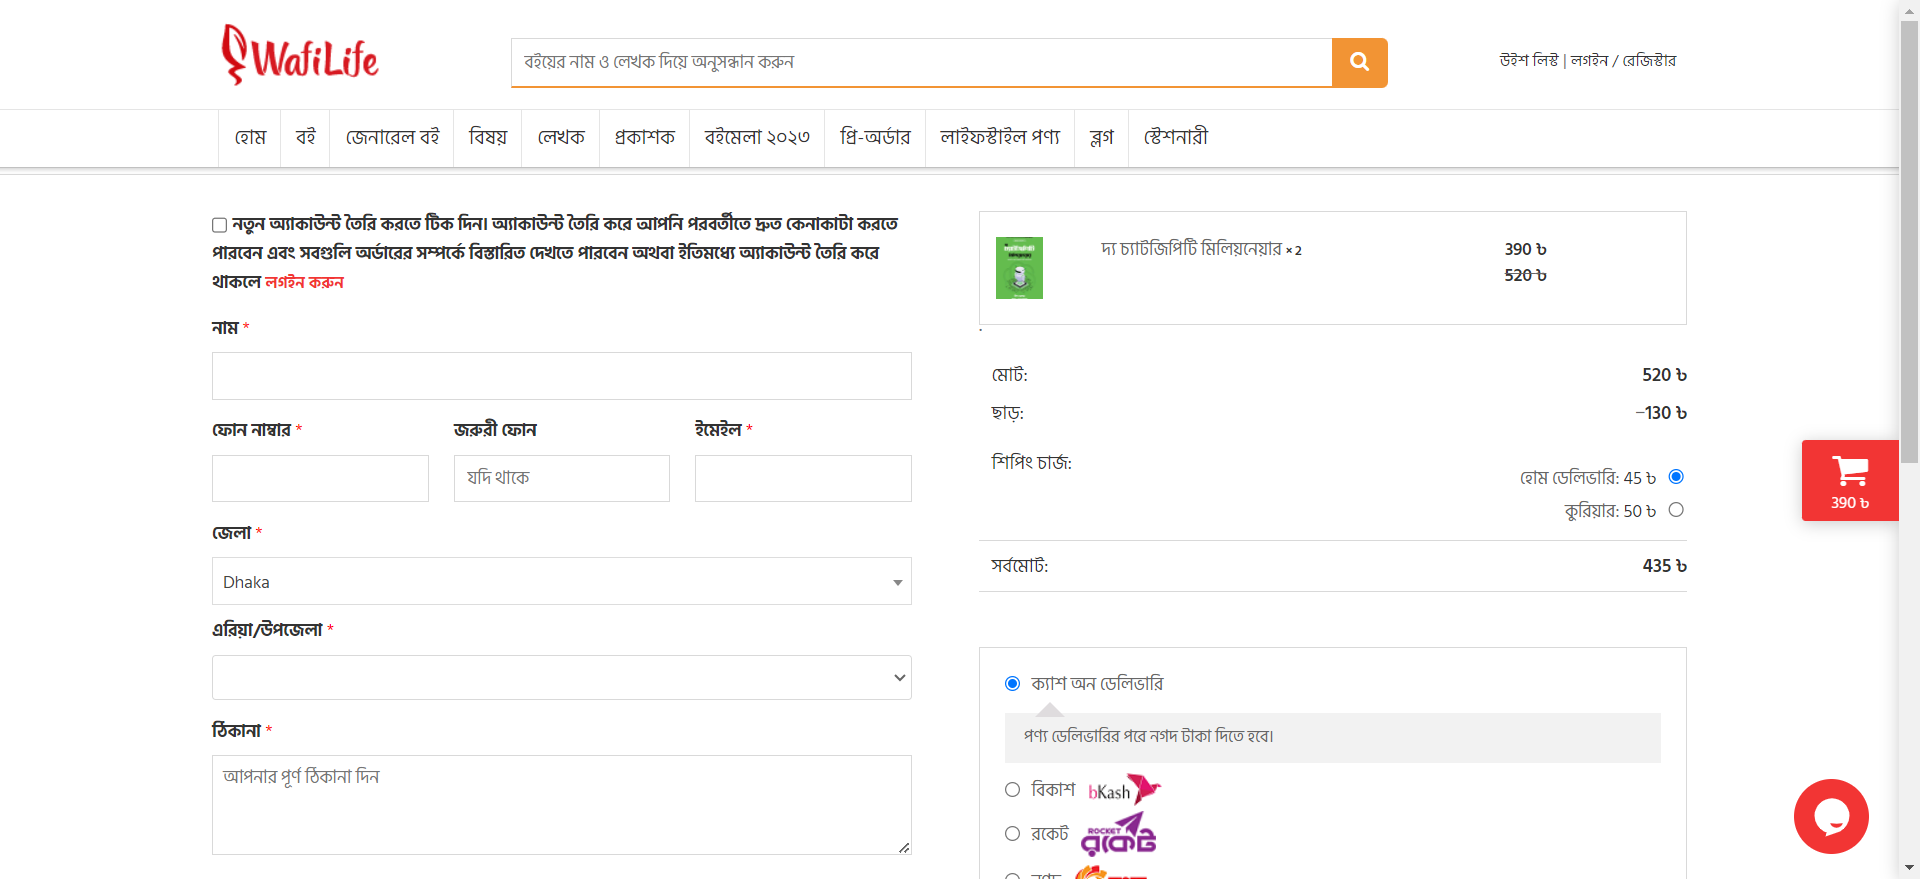 WafiLife
বইয়ের নাম ও লেখক দিয়ে অনুসন্ধান করুন
উইশ লিস্ট | লগইন / রেজিস্টার
হোম বই জেনারেল বই বিষয় লেখক প্রকাশক বইমেলা ২০২৩ প্রি-অর্ডার লাইফস্টাইল পণ্য ব্লগ স্টেশনারী
নতুন অ্যাকাউন্ট তৈরি করতে টিক দিন। অ্যাকাউন্ট তৈরি করে আপনি পরবর্তীতে দ্রুত কেনাকাটা করতে
পারবেন এবং সবগুলি অর্ডারের সম্পর্কে বিস্তারিত দেখতে পারবেন অথবা ইতিমধ্যে অ্যাকাউন্ট তৈরি করে
থাকলে লগইন করুন
নাম *
ফোন নাম্বার * জরুরী ফোন ইমেইল *
যদি থাকে
জেলা *
Dhaka
এরিয়া/উপজেলা *
ঠিকানা *
আপনার পূর্ণ ঠিকানা দিন
দ্য চ্যাটজিপিটি মিলিয়নেয়ার × 2 390 ৳
520 ৳
মোট: 520 ৳
ছাড়: -130 ৳
শিপিং চার্জ:
হোম ডেলিভারি: 45 ৳
কুরিয়ার: 50 ৳
সর্বমোট: 435 ৳
ক্যাশ অন ডেলিভারি
পণ্য ডেলিভারির পরে নগদ টাকা দিতে হবে।
বিকাশ bKash
রকেট ROCKET রকেট
390 ৳